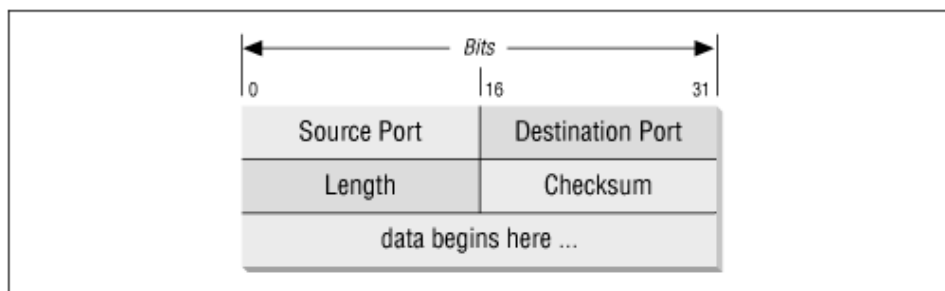 Bits
0 16 31
Source Port Destination Port
Length Checksum
data begins here ...